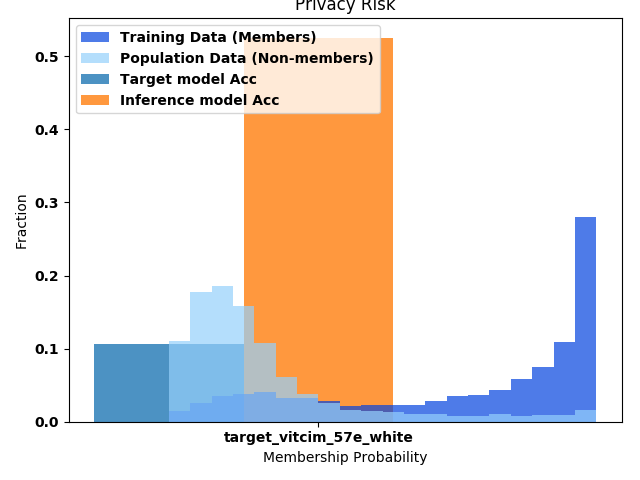 Privacy Risk
Training Data (Members)
Population Data (Non-members)
Target model Acc
Inference model Acc
0.5
0.4
0.3
0.2
0.1
0.0
Fraction
target_vitcim_57e_white
Membership Probability